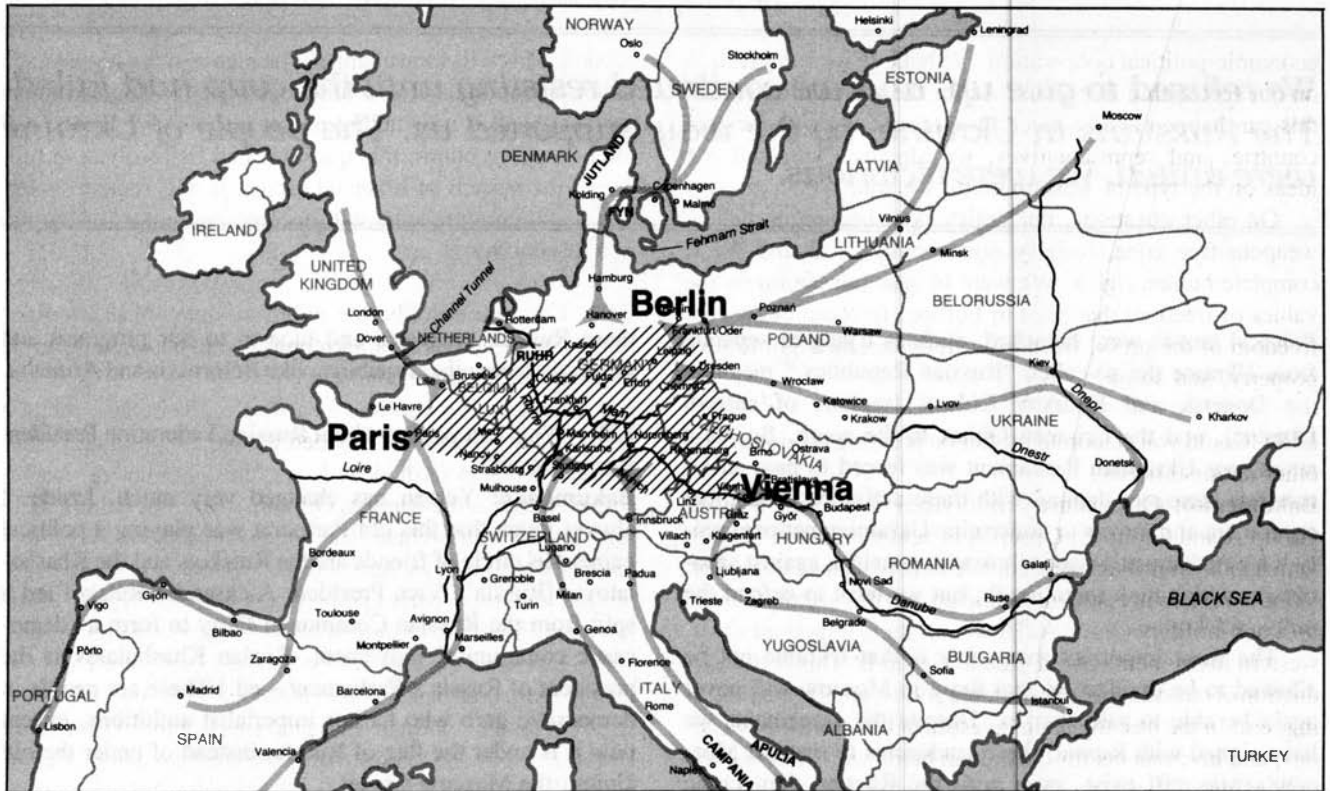 NORWAY
Oslo
Stockholm
SWEDEN
Helsinki
Leningrad
ESTONIA
Moscow
LATVIA
DENMARK
JUTLAND
Kolding
FYN
Copenhagen
Malmö
Fehmarn Strait
Vilnius
LITHUANIA
Minsk
BELORUSSIA
IRELAND
UNITED
KINGDOM
London
Dover
Channel Tunnel
NETHERLANDS
Rotterdam
Hamburg
Hanover
Berlin
Frankfurt/Oder
Poznań
Warsaw
POLAND
RUHR
Kassel
GERMANY
Leipzig
Dresden
Wrocław
Katowice
Krakow
Lvov
Kiev
Dnepr
Kharkov
UKRAINE
Dnestr
Donetsk
Lille
BELGIUM
Cologne
Fulda
Erfurt
Chemnitz
Frankfurt
Rhine
Main
Prague
CZECHOSLOVAKIA
Ostrava
Brno
Le Havre
Paris
Paris
Metz
Nancy
Mannheim
Karlsruhe
Nuremberg
Regensburg
Strasbourg
Stuttgart
Loire
Mulhouse
Linz
Vienna
Bratislava
FRANCE
Basel
SWITZERLAND
Innsbruck
AUSTRIA
Győr
Budapest
HUNGARY
Villach
Klagenfurt
Bordeaux
Lyon
Grenoble
Lugano
Brescia
Milan
Padua
Turin
Ljubljana
Trieste
Zagreb
Novi Sad
ROMANIA
Galați
Belgrade
Danube
Ruse
BLACK SEA
Vigo
Gijón
Bilbao
Toulouse
Avignon
Montpellier
Marseilles
Genoa
Florence
YUGOSLAVIA
BULGARIA
Sofia
Pôrto
Zaragoza
Madrid
Barcelona
ITALY
Rome
Istanbul
PORTUGAL
Lisbon
SPAIN
Valencia
Naples
CAMPANIA
APULIA
ALBANIA
TURKEY